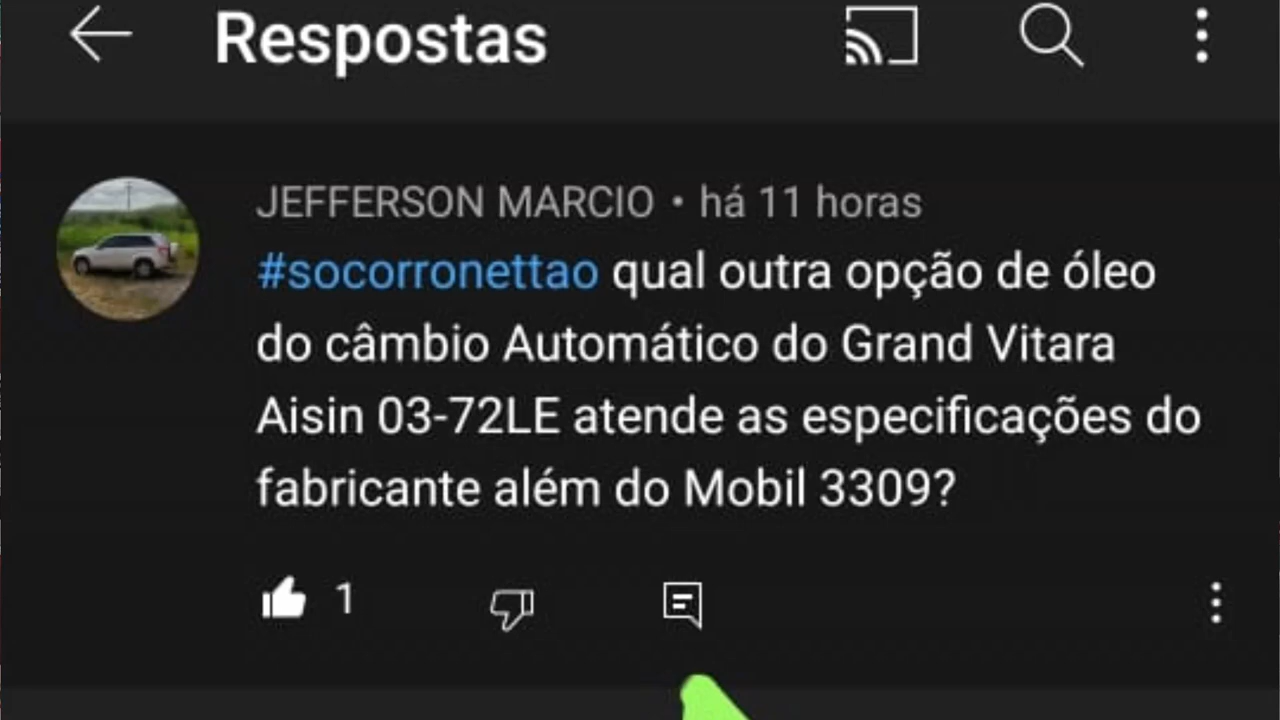 Respostas
JEFFERSON MARCIO • há 11 horas
#socorronettao qual outra opção de óleo
do câmbio Automático do Grand Vitara
Aisin 03-72LE atende as especificações do
fabricante além do Mobil 3309?
1